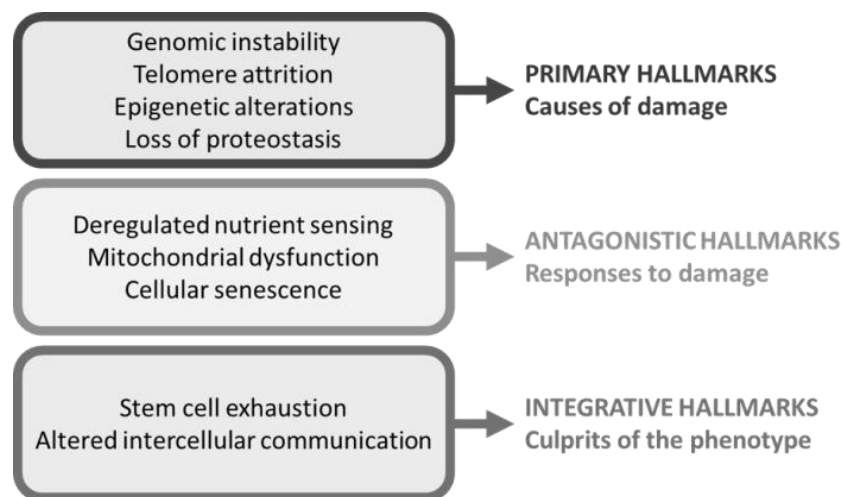 Genomic instability
Telomere attrition
Epigenetic alterations
Loss of proteostasis
PRIMARY HALLMARKS
Causes of damage
Deregulated nutrient sensing
Mitochondrial dysfunction
Cellular senescence
ANTAGONISTIC HALLMARKS
Responses to damage
Stem cell exhaustion
Altered intercellular communication
INTEGRATIVE HALLMARKS
Culprits of the phenotype